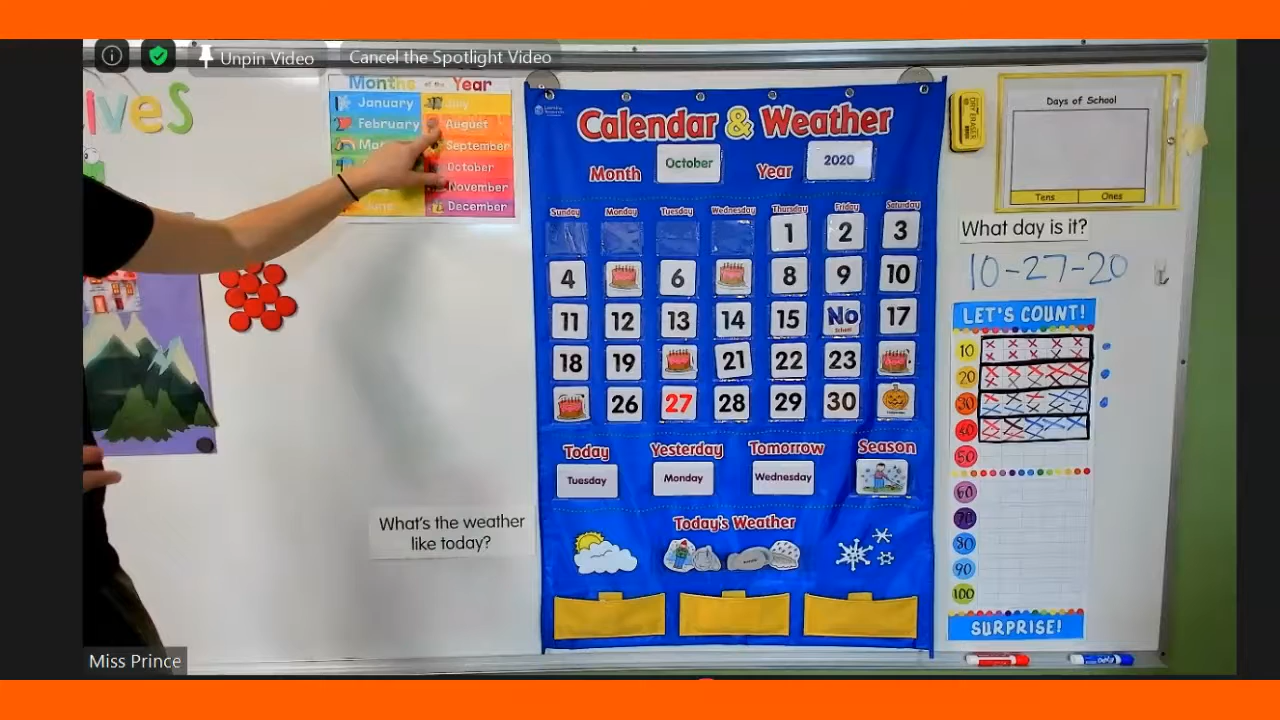 Unpin Video
Cancel the Spotlight Video
ives
Months of the Year
January
February
July
August
September
October
November
December
June
Calendar & Weather
Month October Year 2020
Sunday Monday Tuesday Wednesday Thursday Friday Saturday
1 2 3
4 6 8 9 10
11 12 13 14 15 No School 17
18 19 21 22 23
26 27 28 29 30
Today Yesterday Tomorrow Season
Tuesday Monday Wednesday
Today's Weather
What's the weather
like today?
DRY ERASER
Days of School
Tens Ones
What day is it?
10-27-20
LET'S COUNT!
10
20
30
40
50
60
70
80
90
100
SURPRISE!
Miss Prince